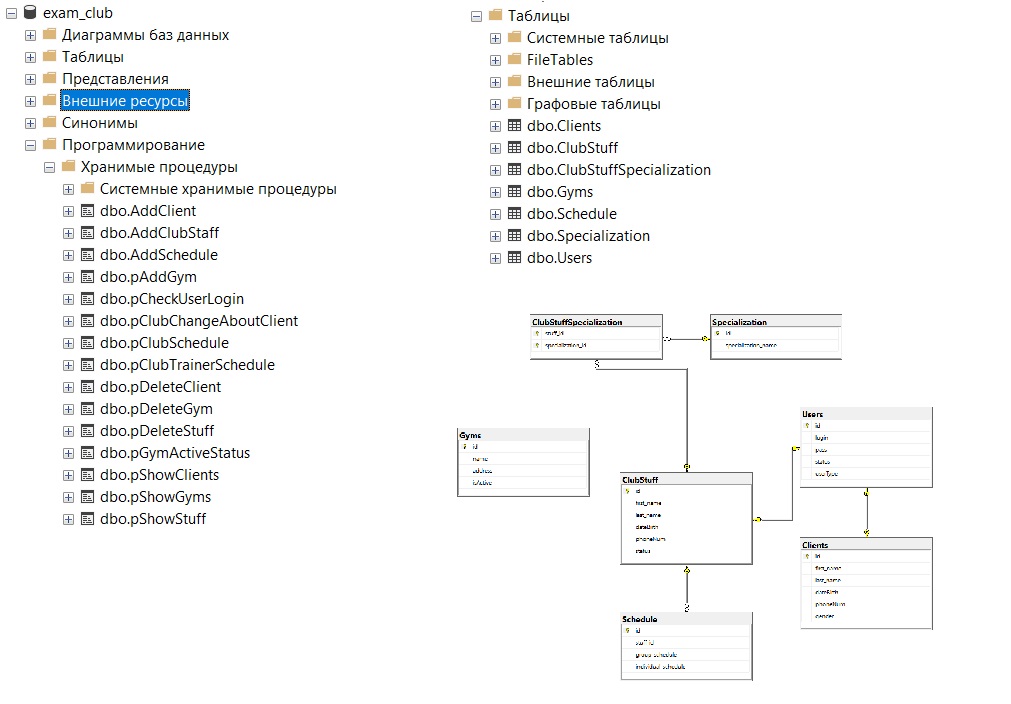 exam_club
Диаграммы баз данных
Таблицы
Представления
Внешние ресурсы
Синонимы
Программирование
Хранимые процедуры
Системные хранимые процедуры
dbo.AddClient
dbo.AddClubStaff
dbo.AddSchedule
dbo.pAddGym
dbo.pCheckUserLogin
dbo.pClubChangeAboutClient
dbo.pClubSchedule
dbo.pClubTrainerSchedule
dbo.pDeleteClient
dbo.pDeleteGym
dbo.pDeleteStuff
dbo.pGymActiveStatus
dbo.pShowClients
dbo.pShowGyms
dbo.pShowStuff
Таблицы
Системные таблицы
FileTables
Внешние таблицы
Графовые таблицы
dbo.Clients
dbo.ClubStuff
dbo.ClubStuffSpecialization
dbo.Gyms
dbo.Schedule
dbo.Specialization
dbo.Users
ClubStuffSpecialization
stuff_id
specialization_id
Specialization
id
specialization_name
Gyms
id
name
address
isActive
ClubStuff
id
first_name
last_name
dateBirth
phoneNum
status
Users
id
login
pass
status
userType
Clients
id
first_name
last_name
dateBirth
phoneNum
gender
Schedule
id
staff_id
group_schedule
individual_schedule